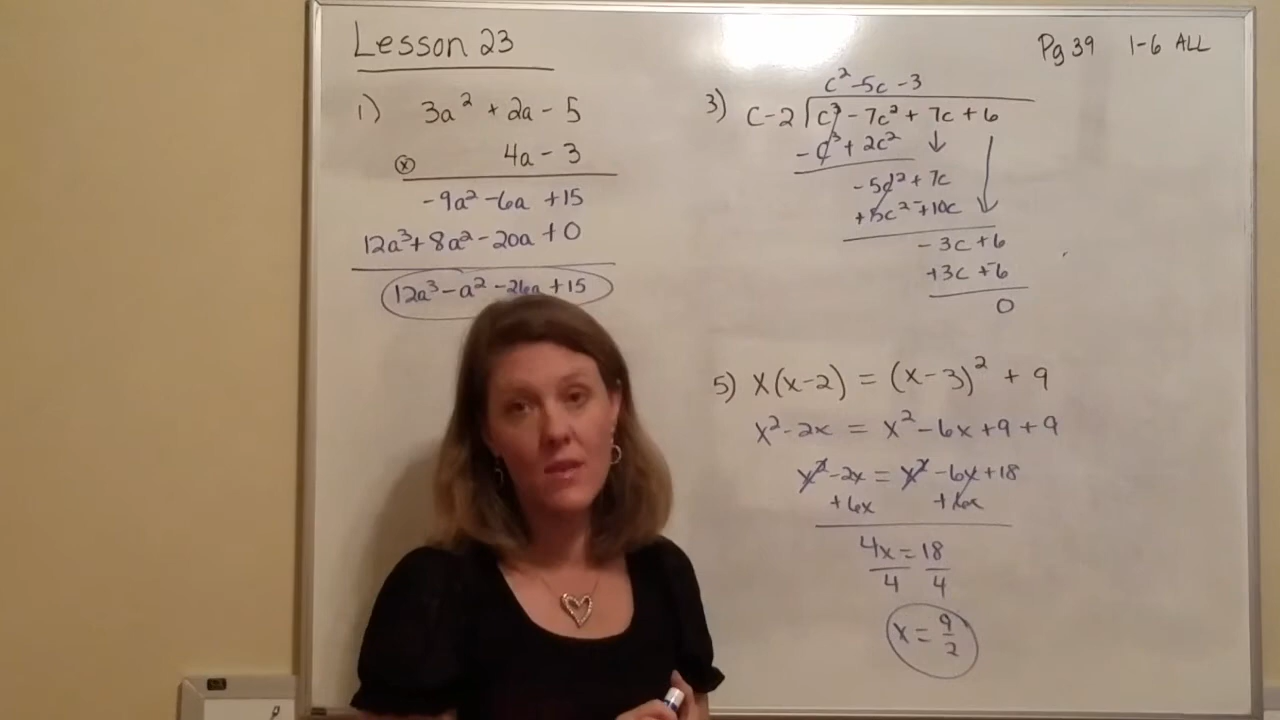 Lesson 23
Pg 39 1-6 ALL
1) 3a² + 2a - 5
ⓧ 4a - 3
-9a² -6a +15
12a³ + 8a² - 20a + 0
12a³ - a² - 26a + 15
c² -5c -3
3) c-2 c³ - 7c² + 7c + 6
- c³ + 2c²
-5c² + 7c
+5c² - +10c
- 3c + 6
+3c + -6
0
5) x(x-2) = (x-3)² + 9
x² - 2x = x² - 6x + 9 + 9
x² - 2x = x² - 6x + 18
+6x +6x
4x = 18
4 4
x = 9/2